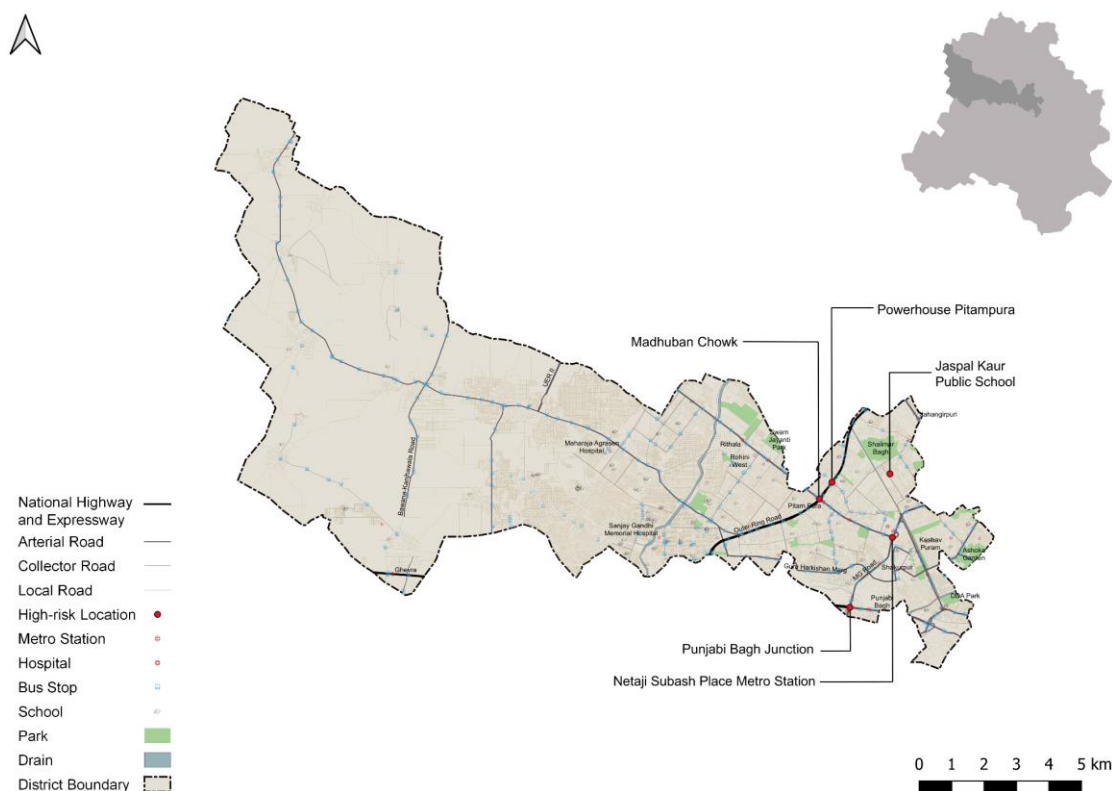 Powerhouse Pitampura
Madhuban Chowk
Jaspal Kaur
Public School
Jahangirpuri
Shalimar
Bagh
Swarn
Jayanti
Park
Rithala
Rohini
West
UER II
Maharaja Agrasen
Hospital
Bawana-Kanjhawala Road
Pitam Pura
Outer Ring Road
Sanjay Gandhi
Memorial Hospital
Keshav
Puram
Ashoka
Garden
Shakurpur
MG Road
Guru Harkishan Marg
Ghevra
Punjabi
Bagh
DDA Park
Punjabi Bagh Junction
Netaji Subash Place Metro Station
National Highway
and Expressway
Arterial Road
Collector Road
Local Road
High-risk Location
Metro Station
Hospital
Bus Stop
School
Park
Drain
District Boundary
0 1 2 3 4 5 km